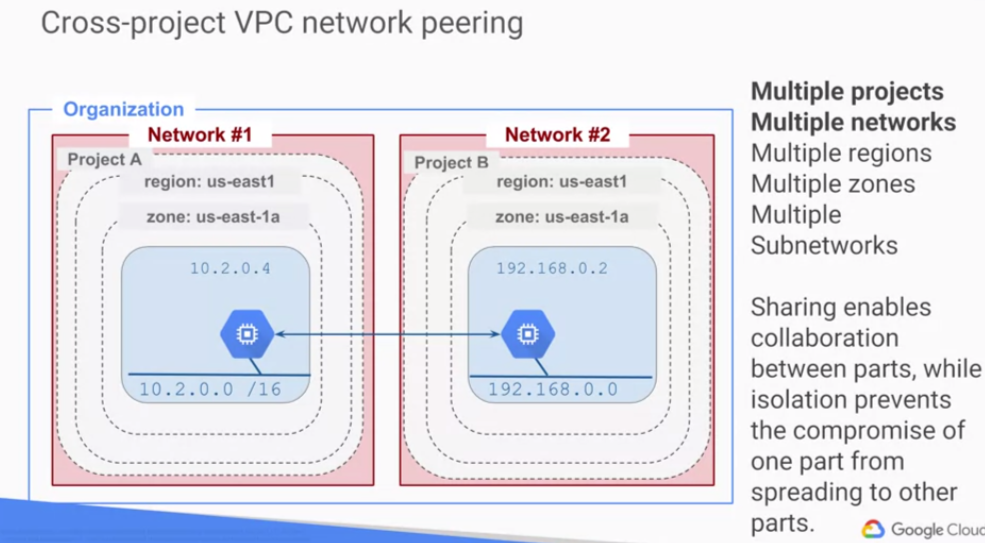 Cross-project VPC network peering
Organization
Network #1
Project A
region: us-east1
zone: us-east-1a
10.2.0.4
10.2.0.0 /16
Network #2
Project B
region: us-east1
zone: us-east-1a
192.168.0.2
192.168.0.0
Multiple projects
Multiple networks
Multiple regions
Multiple zones
Multiple
Subnetworks
Sharing enables
collaboration
between parts, while
isolation prevents
the compromise of
one part from
spreading to other
parts.
Google Cloud